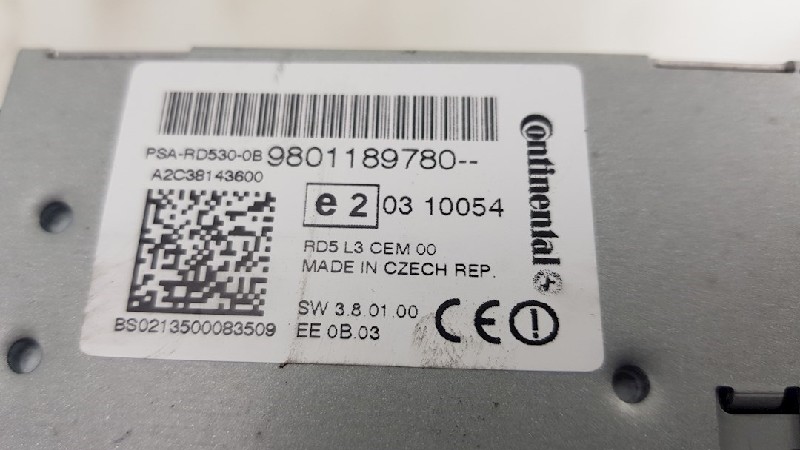 PSA-RD530-0B 9801189780--
A2C38143600
e2 03 10054
RD5 L3 CEM 00
MADE IN CZECH REP.
SW 3.8.01.00
EE 0B.03
BS0213500083509
CE
Continental